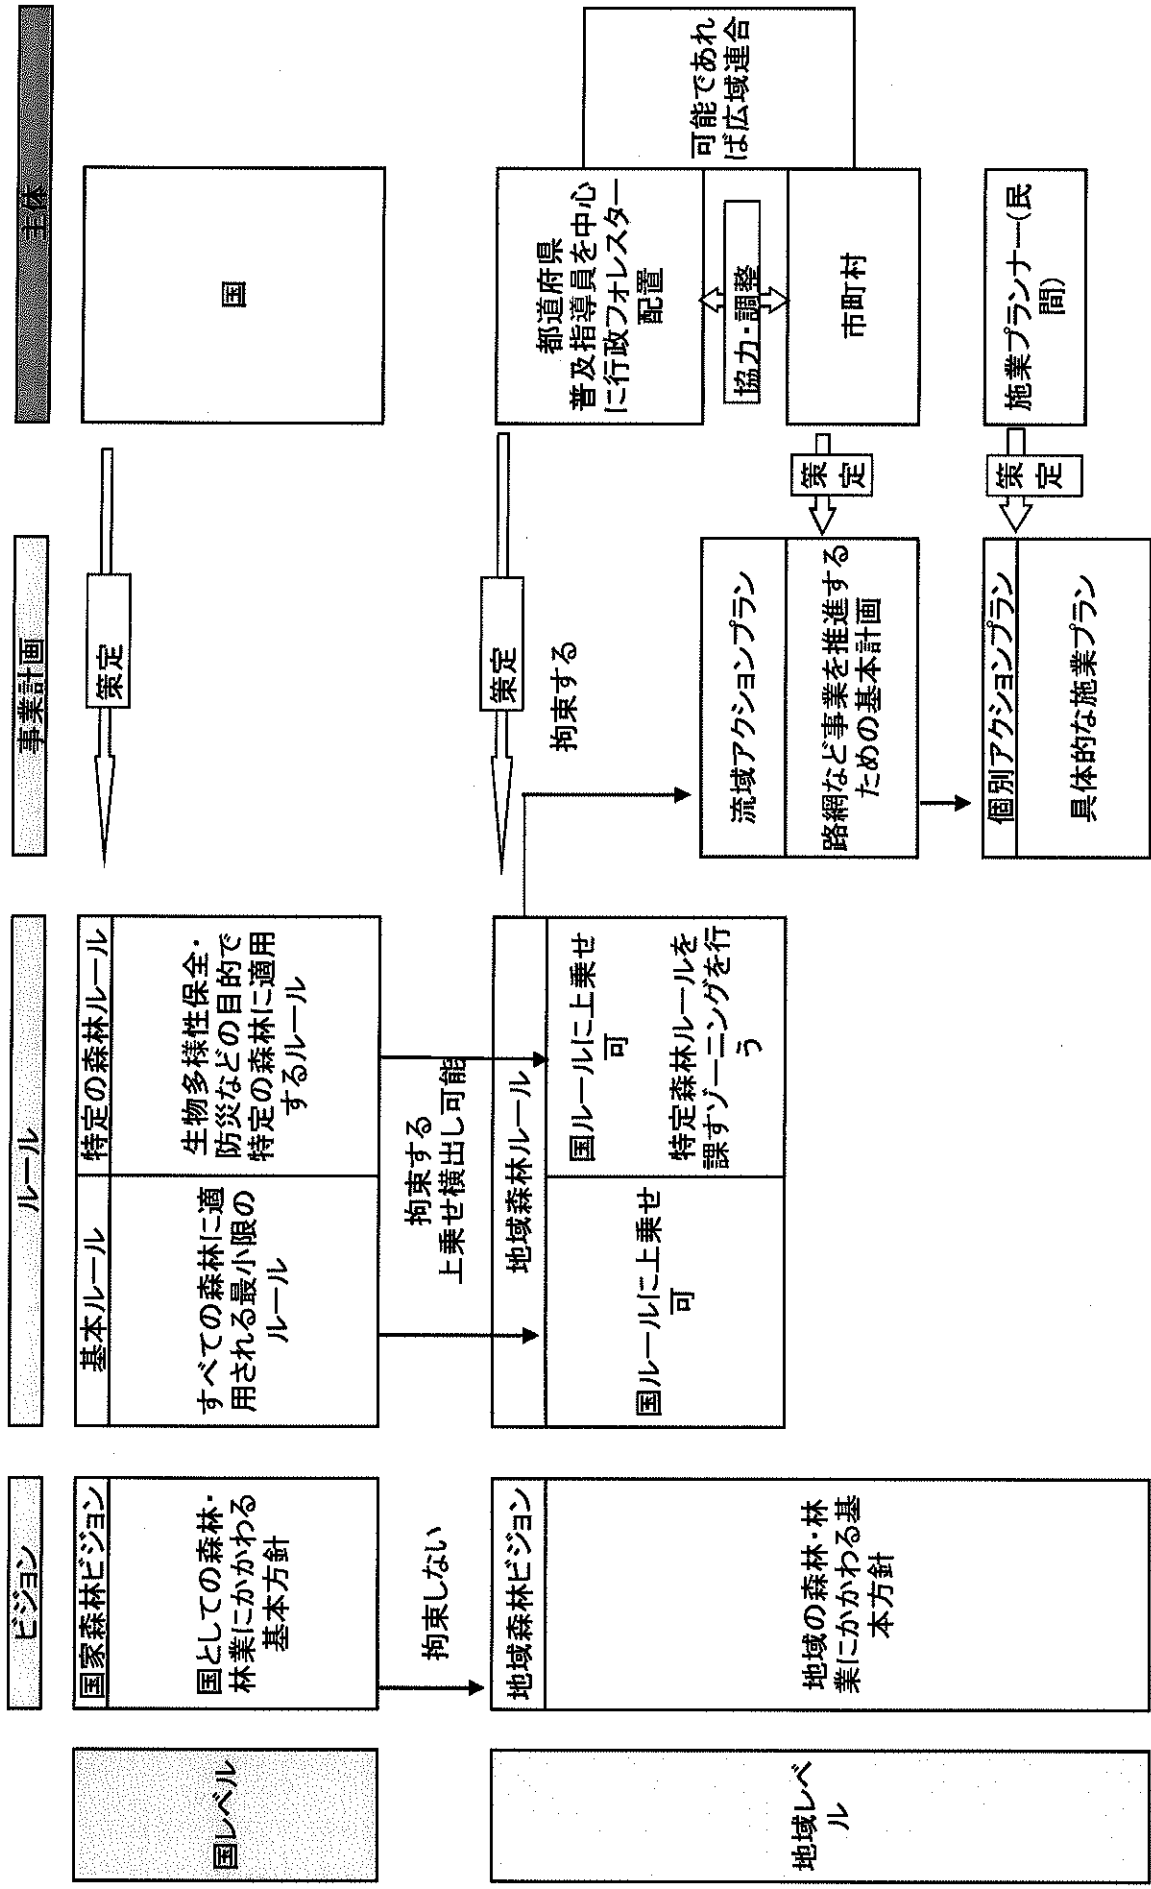 ビジョン
ルール
事業計画
主体
国レベル
国家森林ビジョン
国としての森林・
林業にかかわる
基本方針
基本ルール
すべての森林に適
用される最小限の
ルール
特定の森林ルール
生物多様性保全・
防災などの目的で
特定の森林に適用
するルール
策定
国
拘束しない
拘束する
上乗せ横出し可能
地域レベ
ル
地域森林ビジョン
地域の森林・林
業にかかわる基
本方針
地域森林ルール
国ルールに上乗せ
可
国ルールに上乗せ
可
特定森林ルールを
課すゾーニングを行
う
策定
拘束する
都道府県
普及指導員を中心
に行政フォレスター
配置
協力・調整
可能であれ
ば広域連合
流域アクションプラン
路網など事業を推進する
ための基本計画
策
定
市町村
個別アクションプラン
具体的な施業プラン
策
定
施業プランナー(民
間)